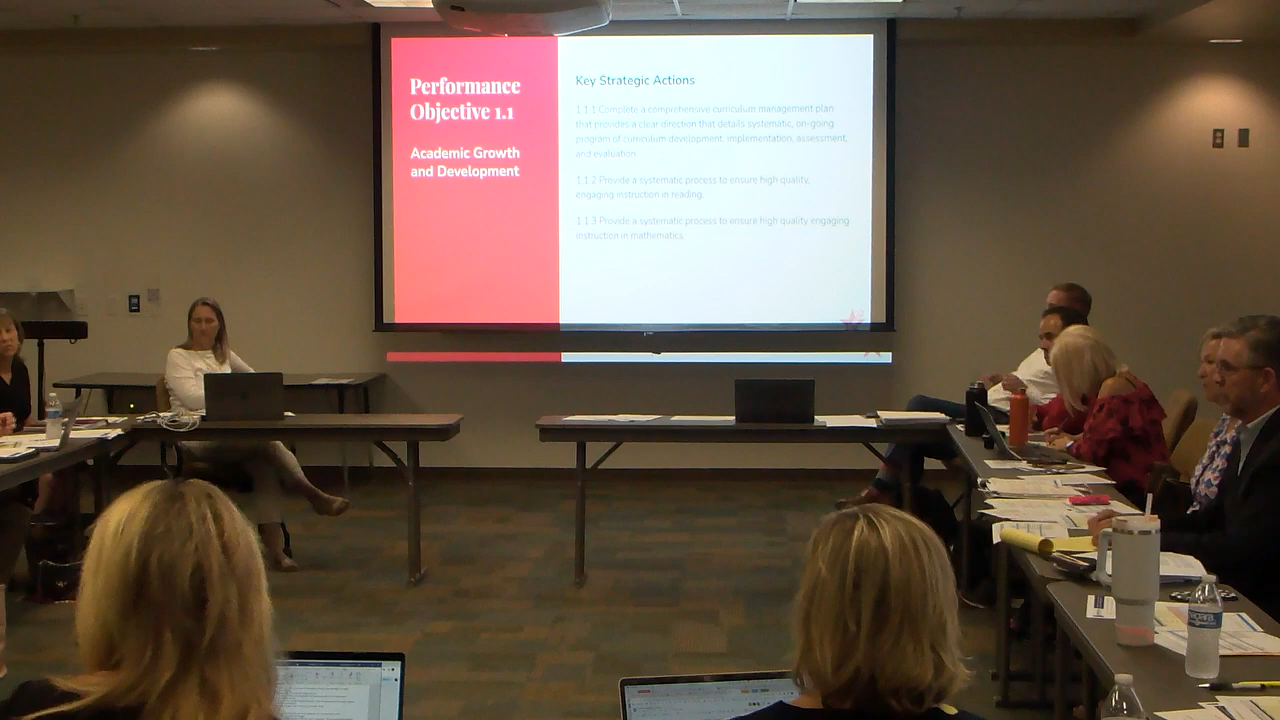 Performance
Objective 1.1
Academic Growth
and Development
Key Strategic Actions
1.1.1 Complete a comprehensive curriculum management plan
that provides a clear direction that details systematic, on-going
program of curriculum development, implementation, assessment,
and evaluation.
1.1.2 Provide a systematic process to ensure high quality,
engaging instruction in reading.
1.1.3 Provide a systematic process to ensure high quality engaging
instruction in mathematics.